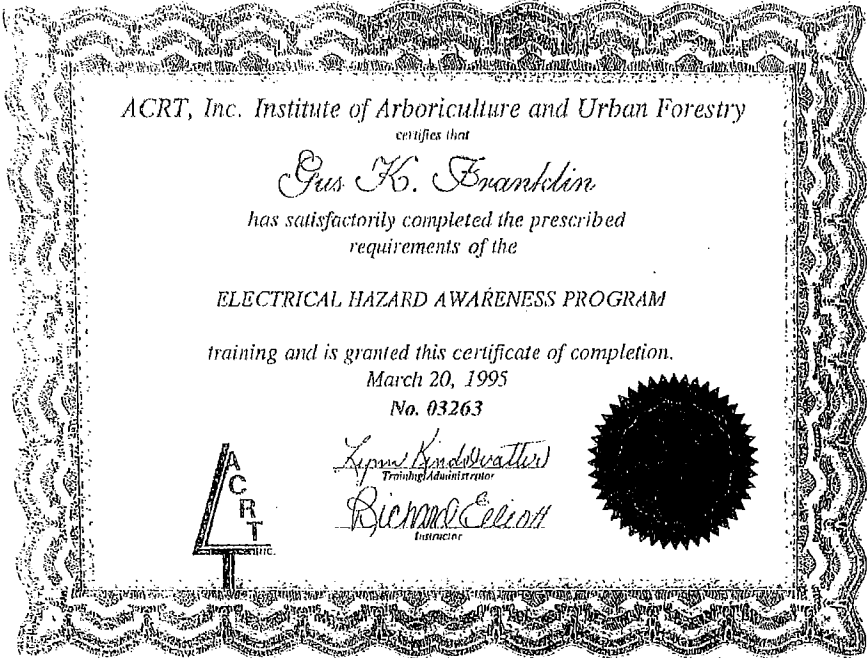 ACRT, Inc. Institute of Arboriculture and Urban Forestry
certifies that
Gus K. Franklin
has satisfactorily completed the prescribed
requirements of the
ELECTRICAL HAZARD AWARENESS PROGRAM
training and is granted this certificate of completion.
March 20, 1995
No. 03263
Training Administrator
Richard Elliott
Instructor
ACRT
INC.